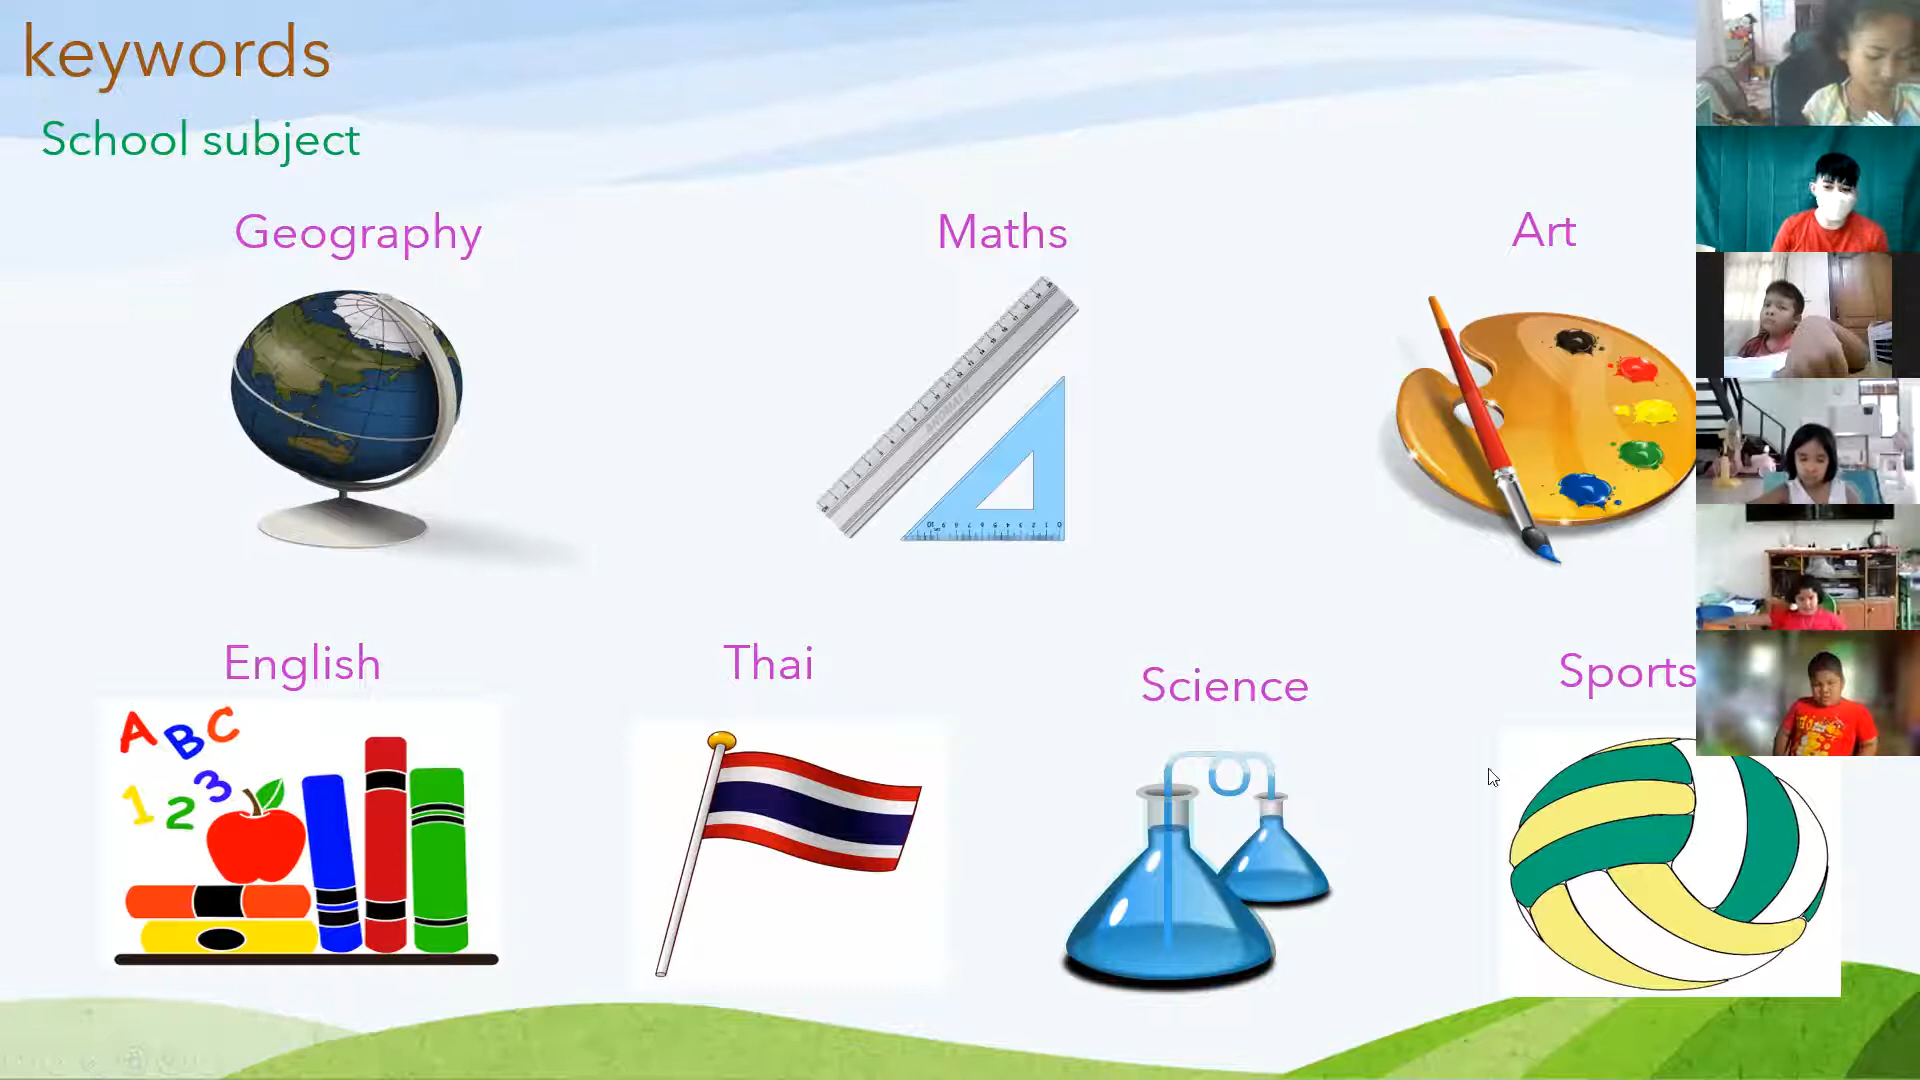 keywords
School subject
Geography
Maths
Art
English
Thai
Science
Sports
A B C
1 2 3